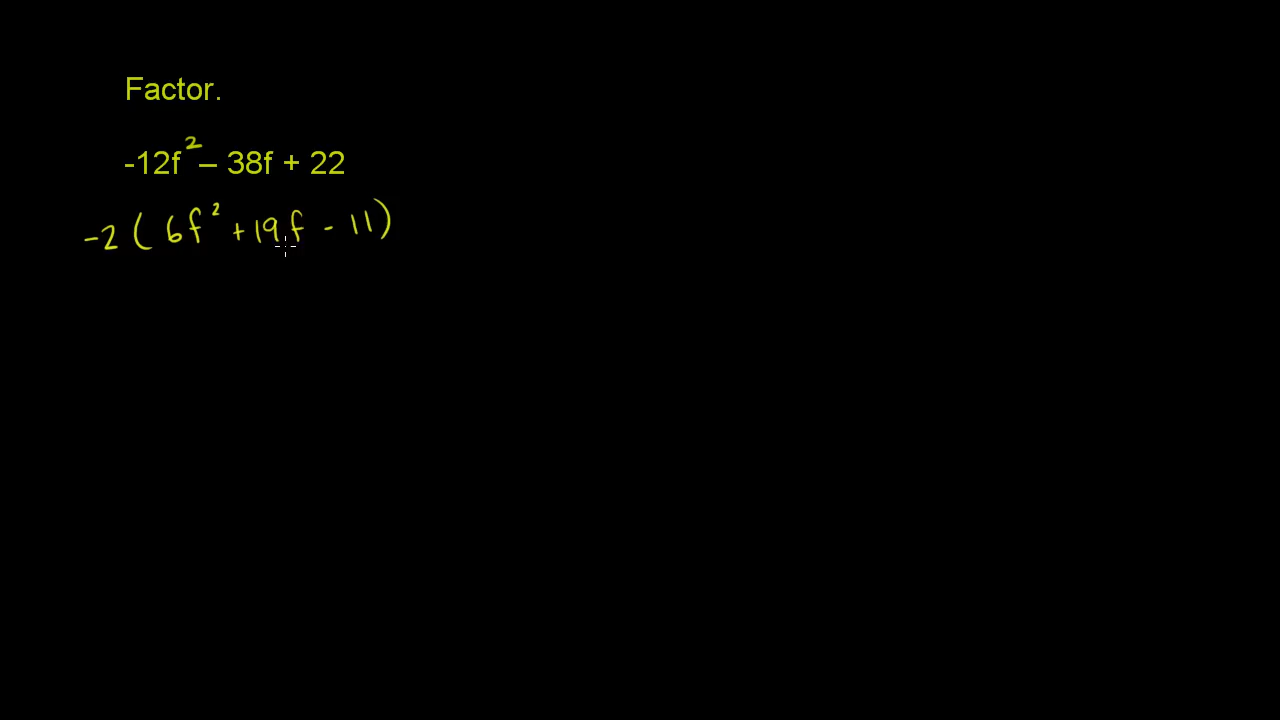 Factor.
-12f² – 38f + 22
-2 ( 6f² + 19f - 11)